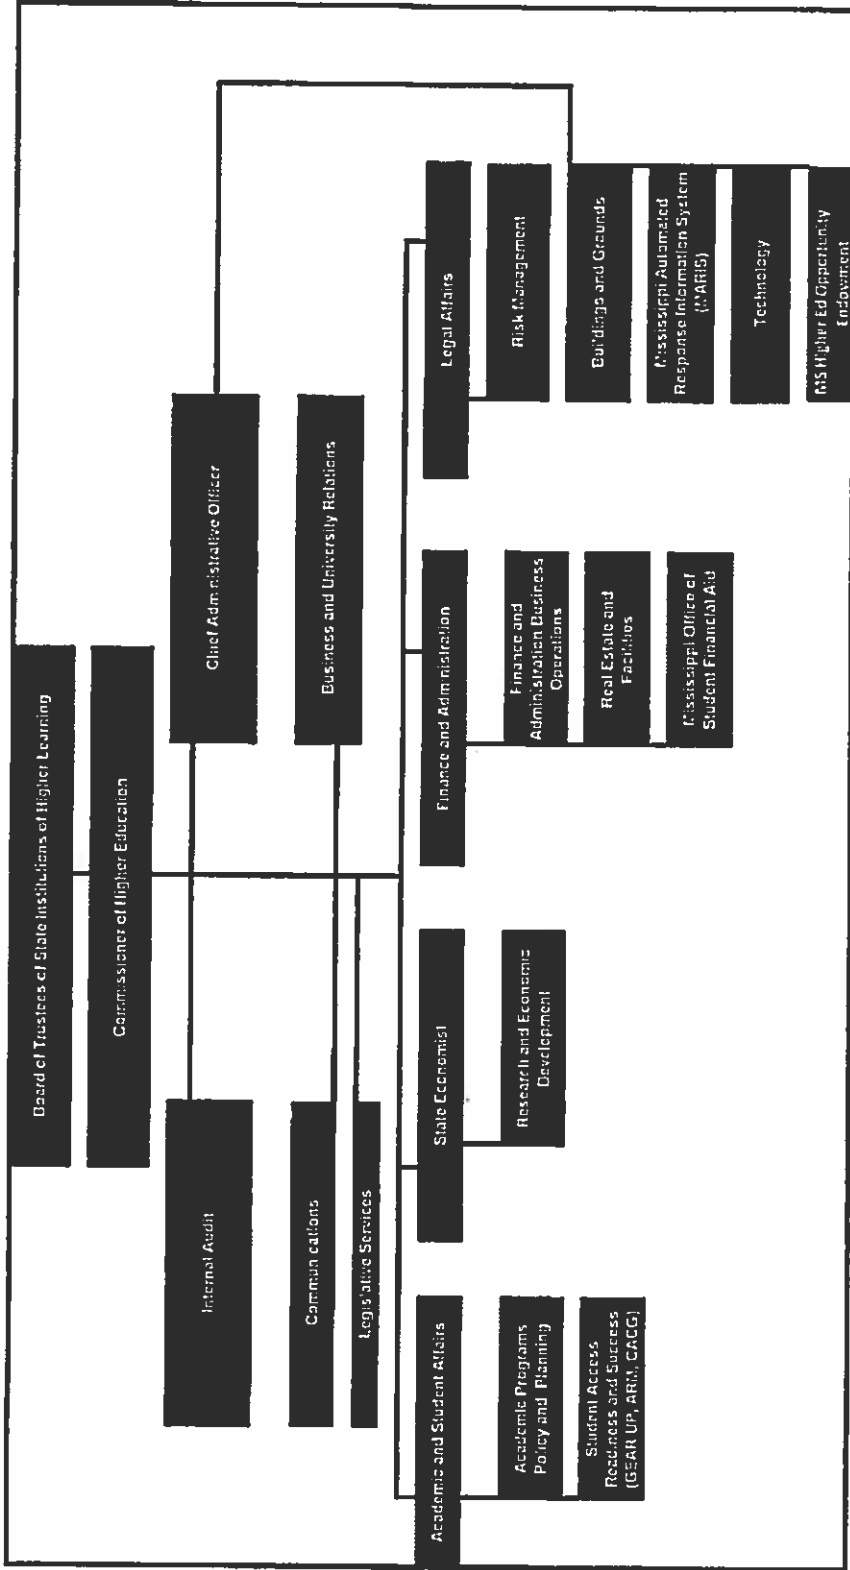 Board of Trustees of State Institutions of Higher Learning
Commissioner of Higher Education
Internal Audit
Chief Administrative Officer
Communications
Business and University Relations
Legislative Services
Academic and Student Affairs
State Economist
Finance and Administration
Legal Affairs
Academic Programs
Policy and Planning
Student Access
Readiness and Success
(GEAR UP, ARM, CACG)
Research and Economic
Development
Finance and
Administration Business
Operations
Real Estate and
Facilities
Mississippi Office of
Student Financial Aid
Risk Management
Buildings and Grounds
Mississippi Automated
Response Information System
(MARIS)
Technology
MS Higher Ed Opportunity
Endowment